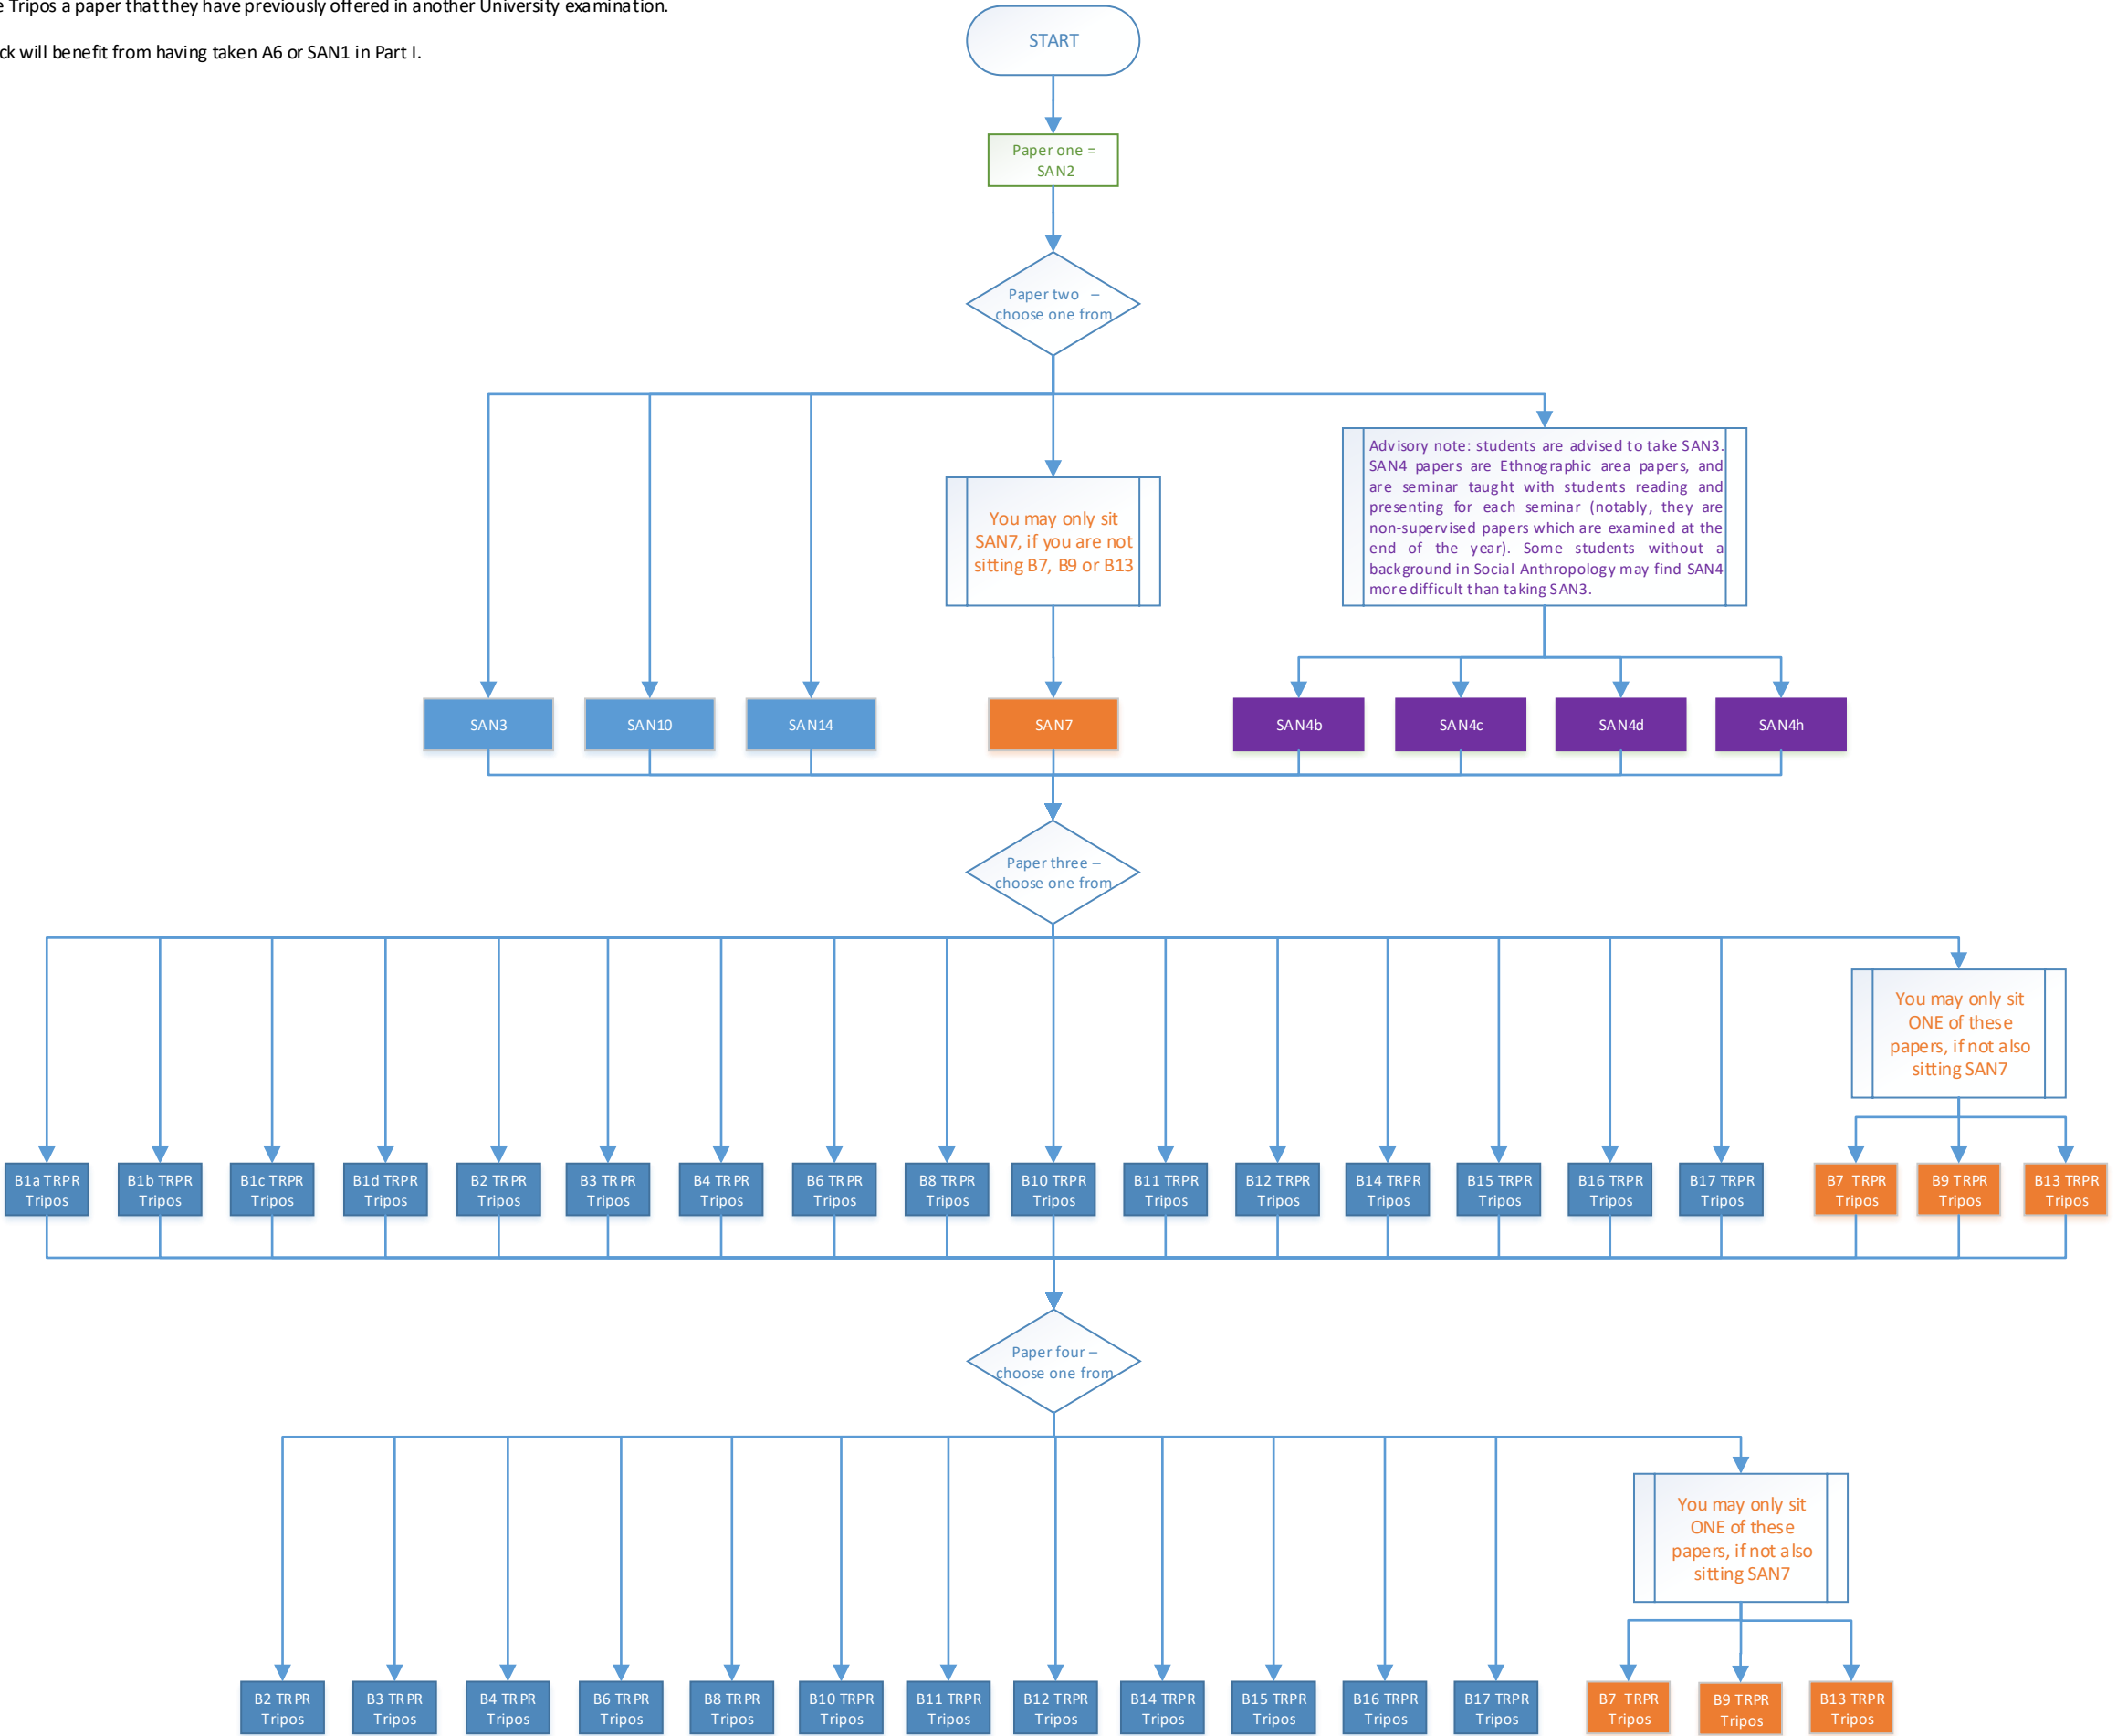 e Tripos a paper that they have previously offered in another University examination.
ck will benefit from having taken A6 or SAN1 in Part I.
START
Paper one =
SAN2
Paper two –
choose one from
You may only sit
SAN7, if you are not
sitting B7, B9 or B13
Advisory note: students are advised to take SAN3.
SAN4 papers are Ethnographic area papers, and
are seminar taught with students reading and
presenting for each seminar (notably, they are
non-supervised papers which are examined at the
end of the year). Some students without a
background in Social Anthropology may find SAN4
more difficult than taking SAN3.
SAN3
SAN10
SAN14
SAN7
SAN4b
SAN4c
SAN4d
SAN4h
Paper three –
choose one from
You may only sit
ONE of these
papers, if not also
sitting SAN7
B1a TRPR
Tripos
B1b TRPR
Tripos
B1c TRPR
Tripos
B1d TRPR
Tripos
B2 TRPR
Tripos
B3 TRPR
Tripos
B4 TRPR
Tripos
B6 TRPR
Tripos
B8 TRPR
Tripos
B10 TRPR
Tripos
B11 TRPR
Tripos
B12 TRPR
Tripos
B14 TRPR
Tripos
B15 TRPR
Tripos
B16 TRPR
Tripos
B17 TRPR
Tripos
B7 TRPR
Tripos
B9 TRPR
Tripos
B13 TRPR
Tripos
Paper four –
choose one from
You may only sit
ONE of these
papers, if not also
sitting SAN7
B2 TRPR
Tripos
B3 TRPR
Tripos
B4 TRPR
Tripos
B6 TRPR
Tripos
B8 TRPR
Tripos
B10 TRPR
Tripos
B11 TRPR
Tripos
B12 TRPR
Tripos
B14 TRPR
Tripos
B15 TRPR
Tripos
B16 TRPR
Tripos
B17 TRPR
Tripos
B7 TRPR
Tripos
B9 TRPR
Tripos
B13 TRPR
Tripos